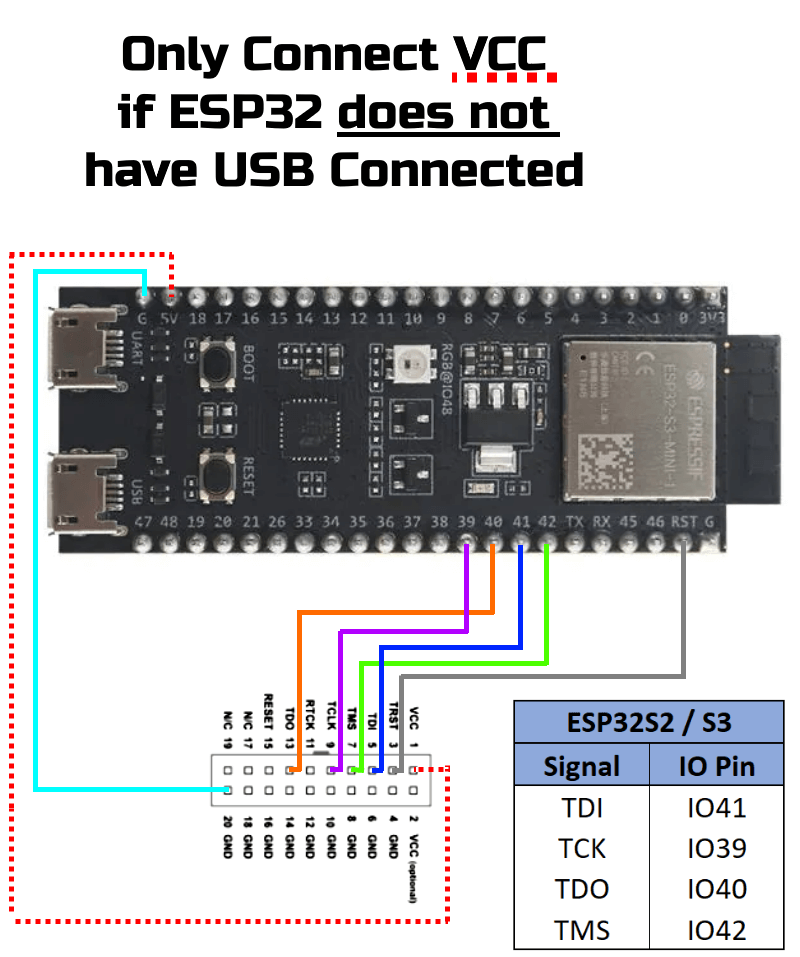 Only Connect VCC
if ESP32 does not
have USB Connected
G 5V 18 17 16 15 14 13 12 11 10 9 8 7 6 5 4 3 2 1 0 3V3
UART
BOOT
RGB@IO48
ESPRESSIF
ESP32-S3-MINI-1
CE
RESET
USB
47 48 19 20 21 26 33 34 35 36 37 38 39 40 41 42 TX RX 45 46 RST G
N/C 19
N/C 17
RESET 15
TDO 13
RTCK 11
TCLK 9
TMS 7
TDI 5
TRST 3
VCC 1
20 GND
18 GND
16 GND
14 GND
12 GND
10 GND
8 GND
6 GND
4 GND
2 VCC (optional)
ESP32S2 / S3
Signal IO Pin
TDI IO41
TCK IO39
TDO IO40
TMS IO42